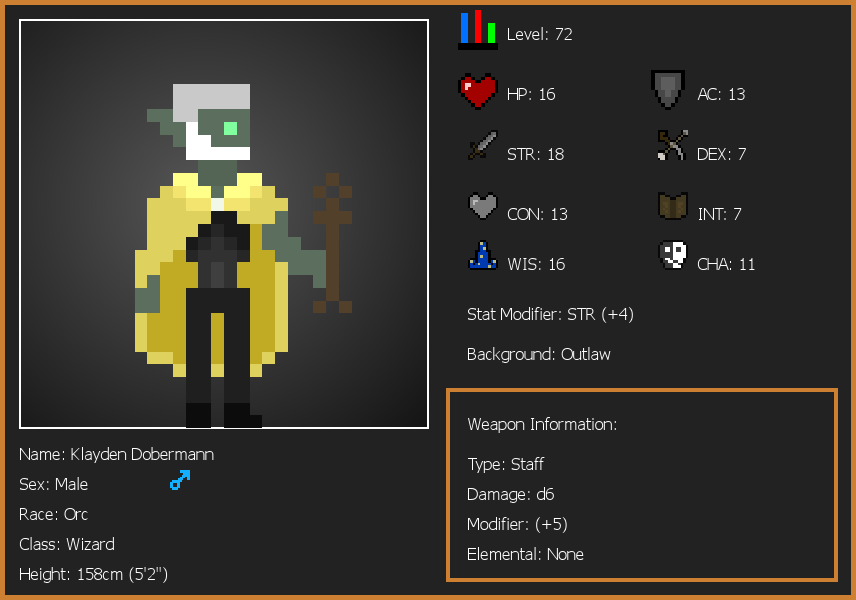 Level: 72
HP: 16
AC: 13
STR: 18
DEX: 7
CON: 13
INT: 7
WIS: 16
CHA: 11
Stat Modifier: STR (+4)
Background: Outlaw
Weapon Information:
Type: Staff
Damage: d6
Modifier: (+5)
Elemental: None
Name: Klayden Dobermann
Sex: Male
Race: Orc
Class: Wizard
Height: 158cm (5'2")